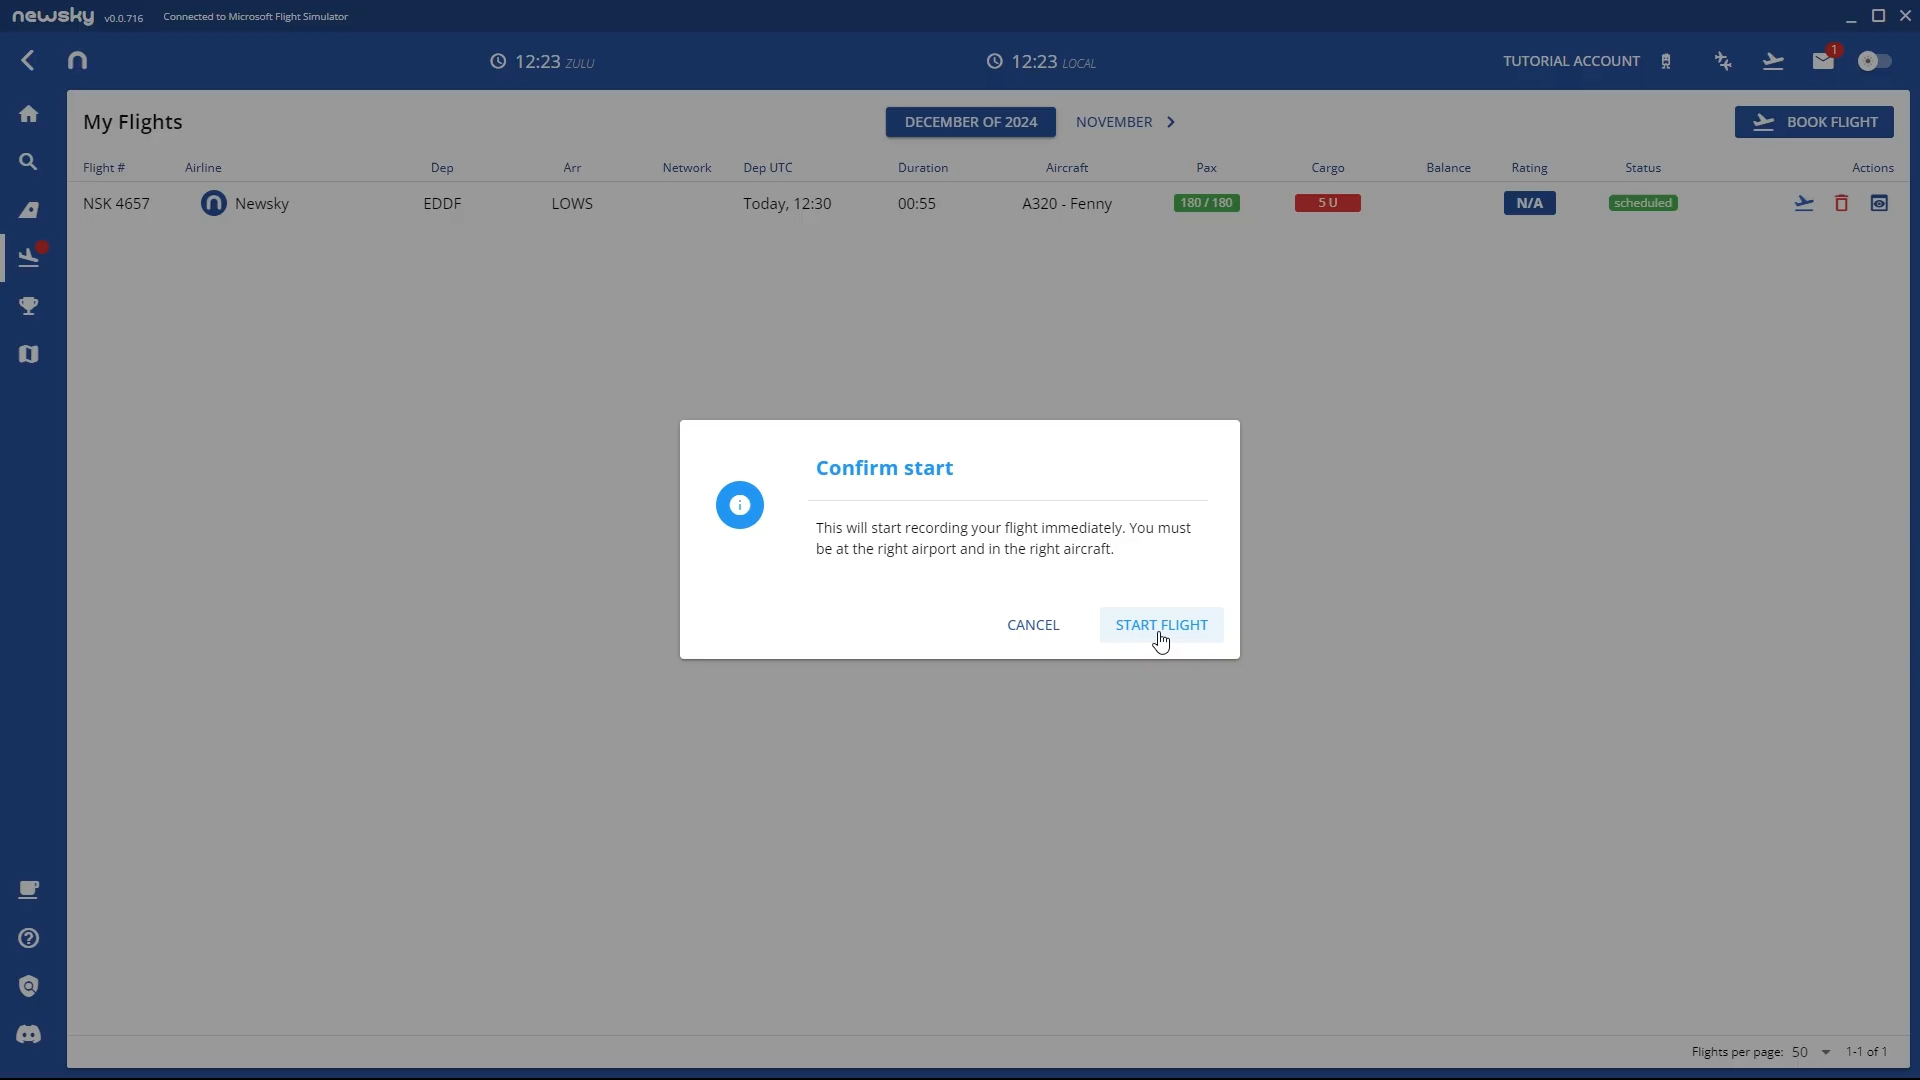 newsky v0.0.716 Connected to Microsoft Flight Simulator
12:23 ZULU 12:23 LOCAL TUTORIAL ACCOUNT 1
My Flights DECEMBER OF 2024 NOVEMBER BOOK FLIGHT
Flight # Airline Dep Arr Network Dep UTC Duration Aircraft Pax Cargo Balance Rating Status Actions
NSK 4657 Newsky EDDF LOWS Today, 12:30 00:55 A320 - Fenny 180 / 180 5 U N/A scheduled
Confirm start
This will start recording your flight immediately. You must
be at the right airport and in the right aircraft.
CANCEL START FLIGHT
Flights per page: 50 1-1 of 1